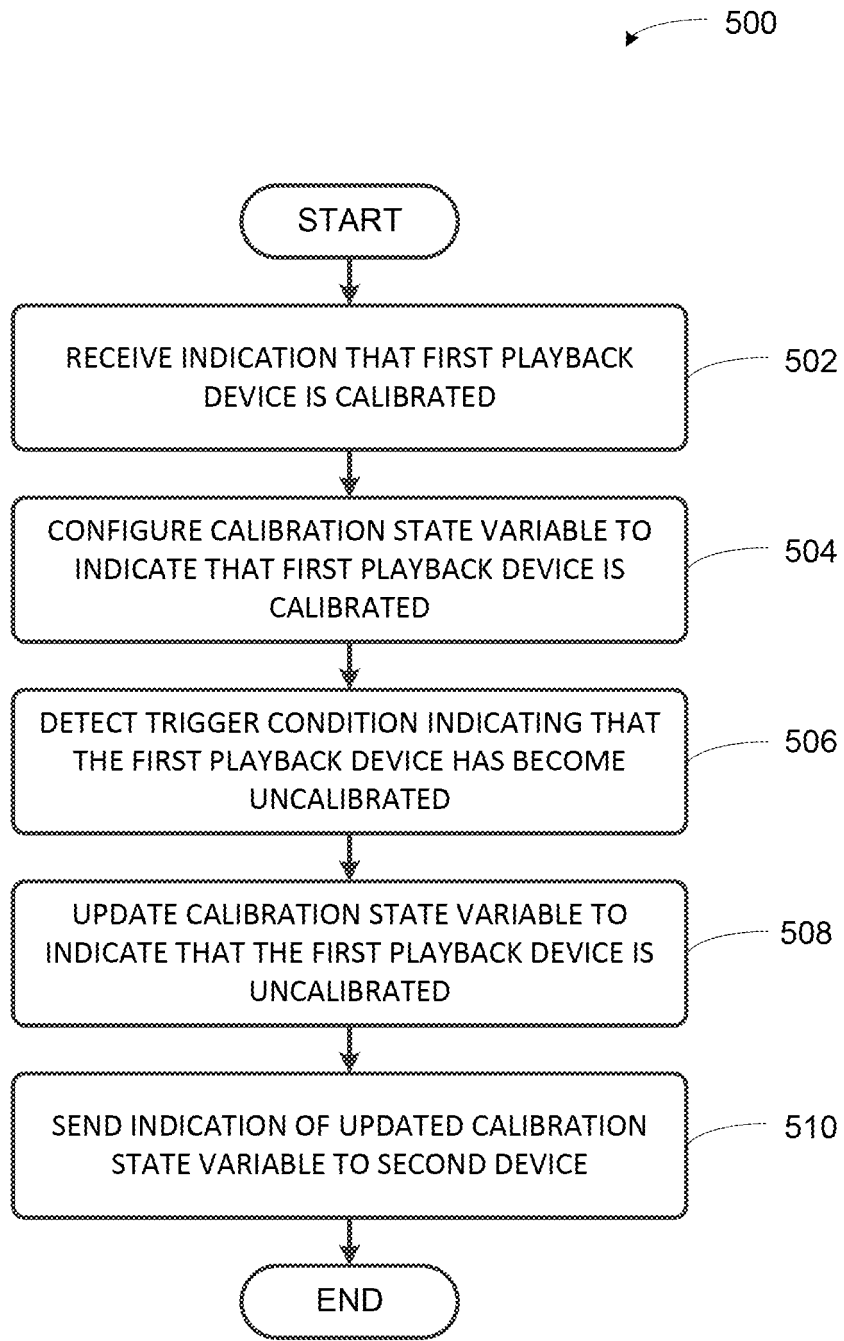 500
START
RECEIVE INDICATION THAT FIRST PLAYBACK
DEVICE IS CALIBRATED
502
CONFIGURE CALIBRATION STATE VARIABLE TO
INDICATE THAT FIRST PLAYBACK DEVICE IS
CALIBRATED
504
DETECT TRIGGER CONDITION INDICATING THAT
THE FIRST PLAYBACK DEVICE HAS BECOME
UNCALIBRATED
506
UPDATE CALIBRATION STATE VARIABLE TO
INDICATE THAT THE FIRST PLAYBACK DEVICE IS
UNCALIBRATED
508
SEND INDICATION OF UPDATED CALIBRATION
STATE VARIABLE TO SECOND DEVICE
510
END